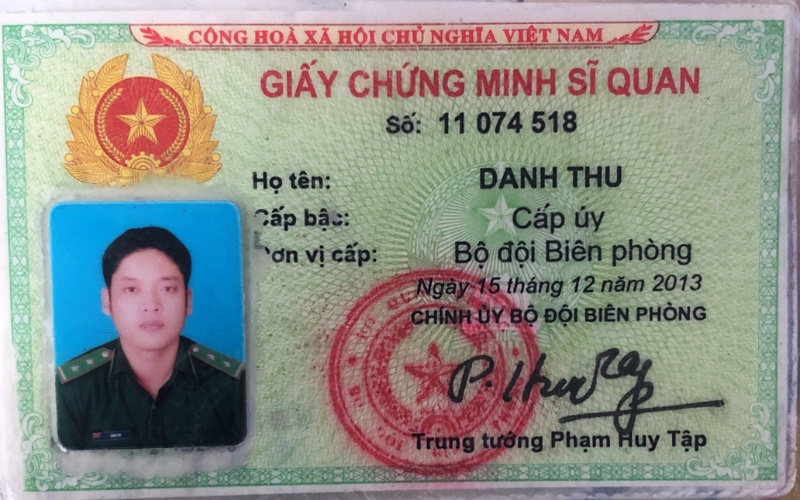 CỘNG HOÀ XÃ HỘI CHỦ NGHĨA VIỆT NAM
GIẤY CHỨNG MINH SĨ QUAN
Số: 11 074 518
Họ tên: DANH THU
Cấp bậc: Cấp úy
Đơn vị cấp: Bộ đội Biên phòng
Ngày 15 tháng 12 năm 2013
CHÍNH ỦY BỘ ĐỘI BIÊN PHÒNG
Trung tướng Phạm Huy Tập